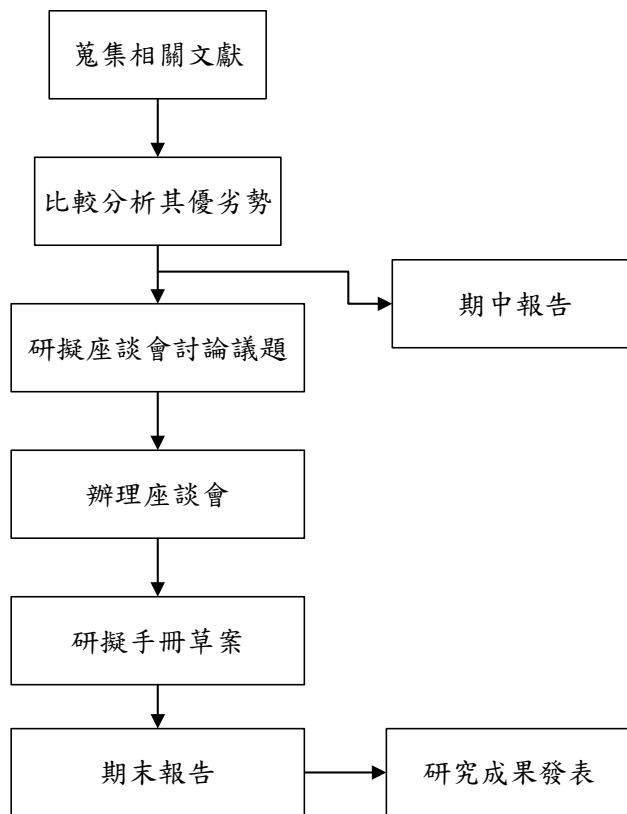 蒐集相關文獻
比較分析其優劣勢
期中報告
研擬座談會討論議題
辦理座談會
研擬手冊草案
期末報告
研究成果發表